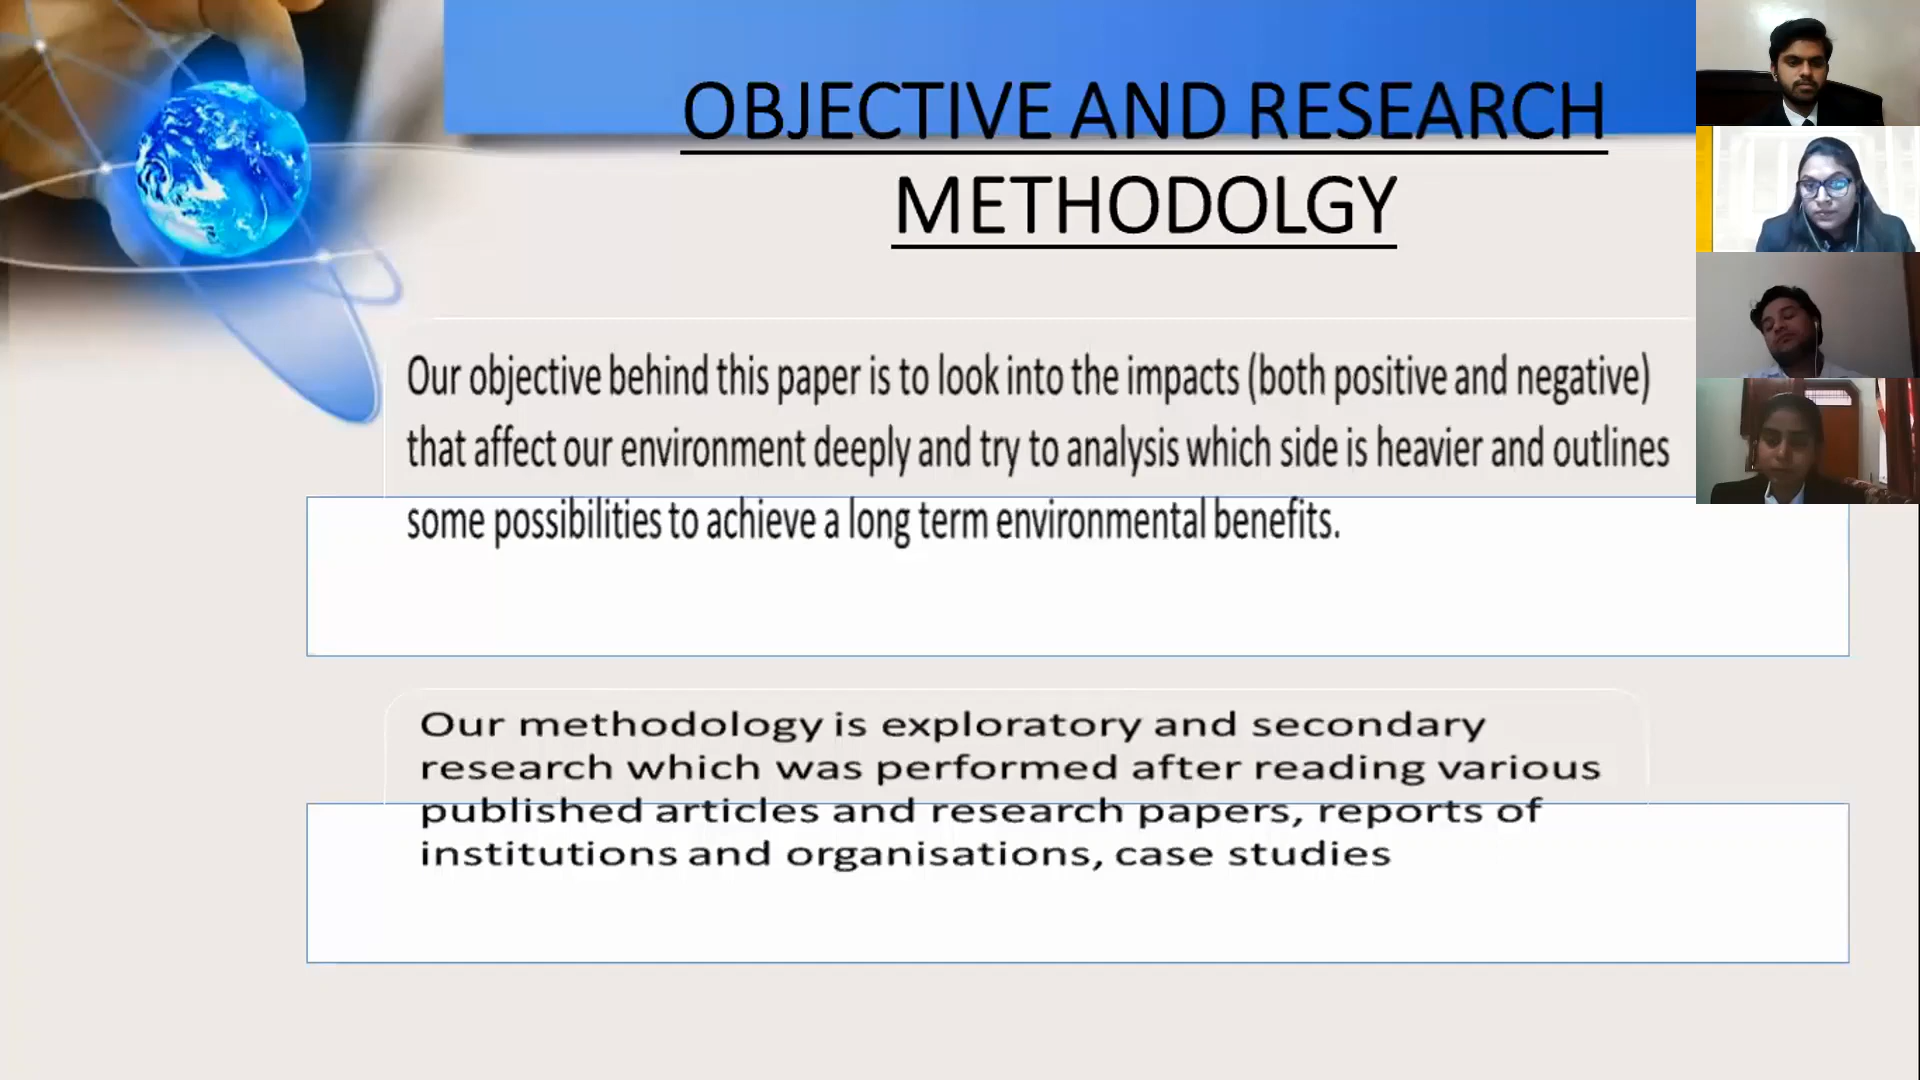 OBJECTIVE AND RESEARCH
METHODOLGY
Our objective behind this paper is to look into the impacts (both positive and negative)
that affect our environment deeply and try to analysis which side is heavier and outlines
some possibilities to achieve a long term environmental benefits.
Our methodology is exploratory and secondary
research which was performed after reading various
published articles and research papers, reports of
institutions and organisations, case studies